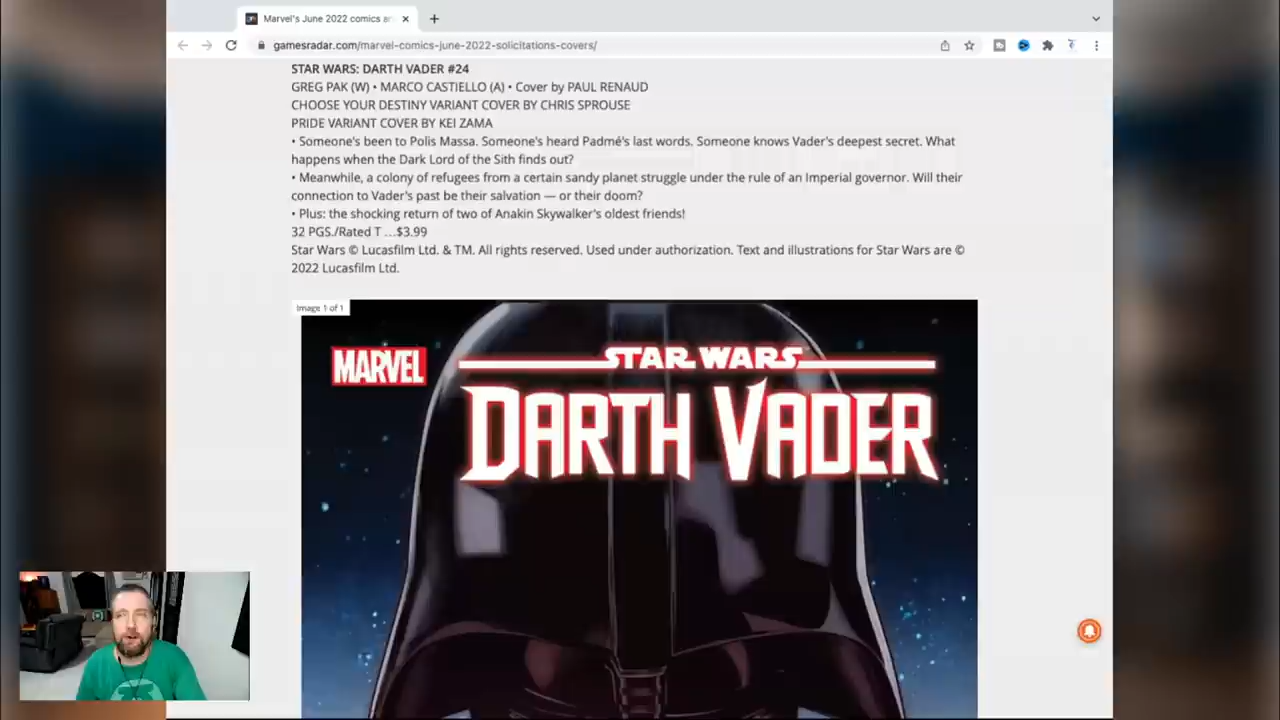 Marvel's June 2022 comics an
gamesradar.com/marvel-comics-june-2022-solicitations-covers/
STAR WARS: DARTH VADER #24
GREG PAK (W) • MARCO CASTIELLO (A) • Cover by PAUL RENAUD
CHOOSE YOUR DESTINY VARIANT COVER BY CHRIS SPROUSE
PRIDE VARIANT COVER BY KEI ZAMA
• Someone's been to Polis Massa. Someone's heard Padmé's last words. Someone knows Vader's deepest secret. What
happens when the Dark Lord of the Sith finds out?
• Meanwhile, a colony of refugees from a certain sandy planet struggle under the rule of an Imperial governor. Will their
connection to Vader's past be their salvation — or their doom?
• Plus: the shocking return of two of Anakin Skywalker's oldest friends!
32 PGS./Rated T …$3.99
Star Wars © Lucasfilm Ltd. & TM. All rights reserved. Used under authorization. Text and illustrations for Star Wars are ©
2022 Lucasfilm Ltd.
Image 1 of 1
MARVEL
STAR WARS
DARTH VADER